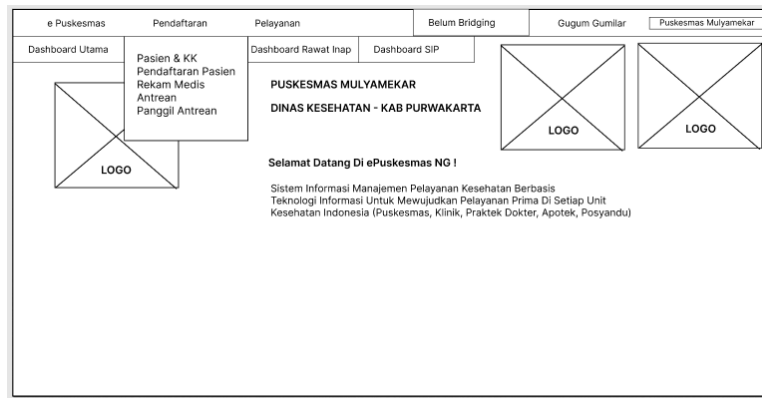 e Puskesmas
Pendaftaran
Pelayanan
Belum Bridging
Gugum Gumilar
Puskesmas Mulyamekar
Dashboard Utama
Dashboard Rawat Inap
Dashboard SIP
Pasien & KK
Pendaftaran Pasien
Rekam Medis
Antrean
Panggil Antrean
LOGO
PUSKESMAS MULYAMEKAR
DINAS KESEHATAN - KAB PURWAKARTA
LOGO
LOGO
Selamat Datang Di ePuskesmas NG !
Sistem Informasi Manajemen Pelayanan Kesehatan Berbasis
Teknologi Informasi Untuk Mewujudkan Pelayanan Prima Di Setiap Unit
Kesehatan Indonesia (Puskesmas, Klinik, Praktek Dokter, Apotek, Posyandu)